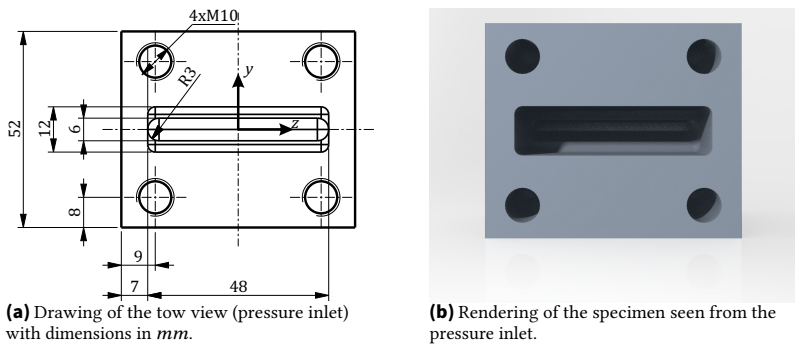 4xM10
R3
y
z
52
12
6
8
9
7
48
(a) Drawing of the tow view (pressure inlet)
with dimensions in mm.
(b) Rendering of the specimen seen from the
pressure inlet.